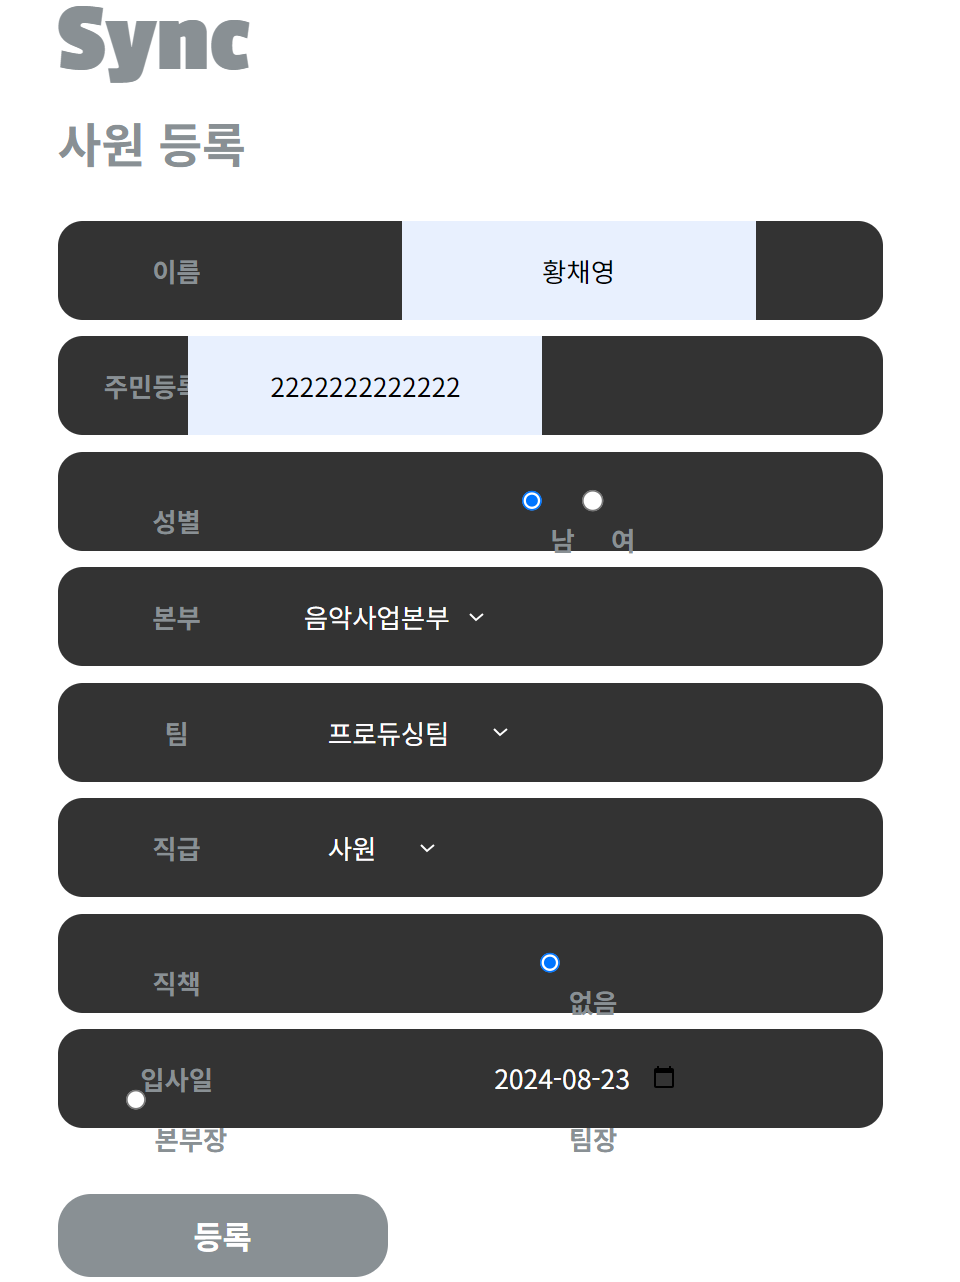 Sync
사원 등록
이름 황채영
주민등록 2222222222222
성별 남 여
본부 음악사업본부
팀 프로듀싱팀
직급 사원
직책 없음
입사일 2024-08-23
본부장 팀장
등록